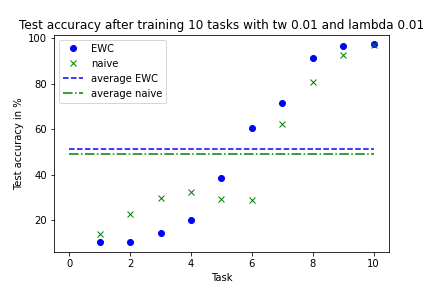 Test accuracy after training 10 tasks with tw 0.01 and lambda 0.01
100
80
60
40
20
Test accuracy in %
EWC
naive
average EWC
average naive
0
2
4
6
8
10
Task